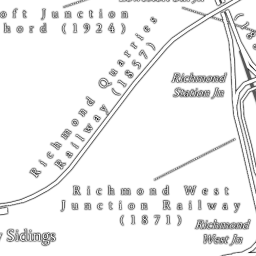 oft Junction
hord (1924)
Richmond Quarries
Railway (1857)
Richmond
Station Jn
Richmond West
Junction Railway
(1871)
Richmond
West Jn
Sidings